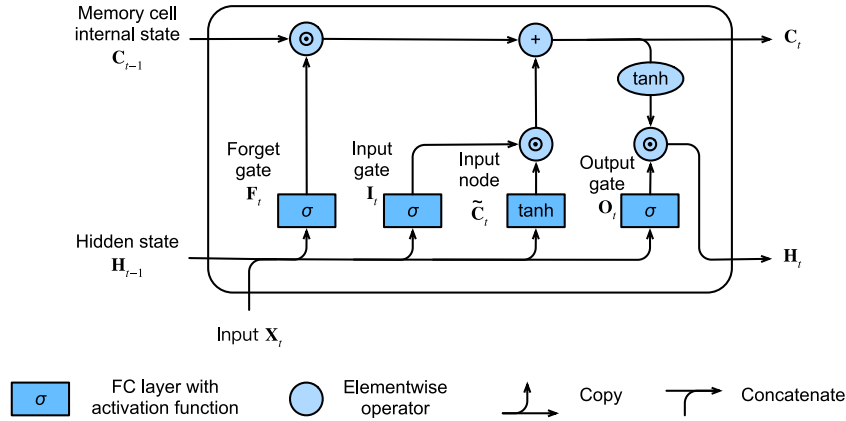 Memory cell
internal state
C_{t−1}
C_t
+
tanh
Forget
gate
F_t
Input
gate
I_t
Input
node
C̃_t
Output
gate
O_t
σ
σ
tanh
σ
Hidden state
H_{t−1}
H_t
Input X_t
σ
FC layer with
activation function
Elementwise
operator
Copy
Concatenate